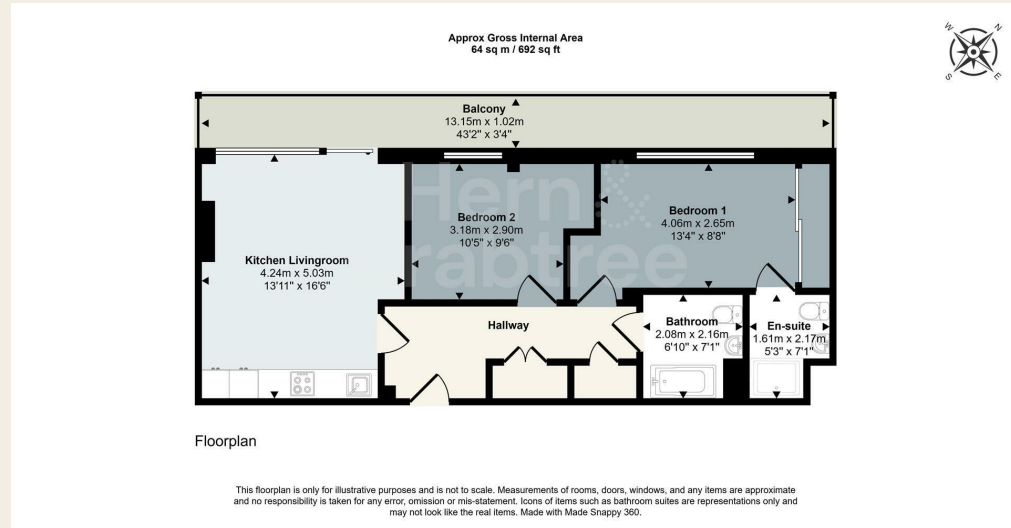 Approx Gross Internal Area
64 sq m / 692 sq ft
W
N
S
E
Balcony
13.15m x 1.02m
43'2" x 3'4"
Hern &
rabtree
Kitchen Livingroom
4.24m x 5.03m
13'11" x 16'6"
Bedroom 2
3.18m x 2.90m
10'5" x 9'6"
Bedroom 1
4.06m x 2.65m
13'4" x 8'8"
Hallway
Bathroom
2.08m x 2.16m
6'10" x 7'1"
En-suite
1.61m x 2.17m
5'3" x 7'1"
Floorplan
This floorplan is only for illustrative purposes and is not to scale. Measurements of rooms, doors, windows, and any items are approximate
and no responsibility is taken for any error, omission or mis-statement. Icons of items such as bathroom suites are representations only and
may not look like the real items. Made with Made Snappy 360.